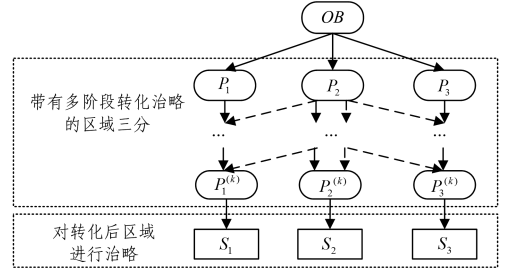 OB
P₁ P₂ P₃
带有多阶段转化治略
的区域三分
... ... ...
P₁⁽ᵏ⁾ P₂⁽ᵏ⁾ P₃⁽ᵏ⁾
对转化后区域
进行治略
S₁ S₂ S₃